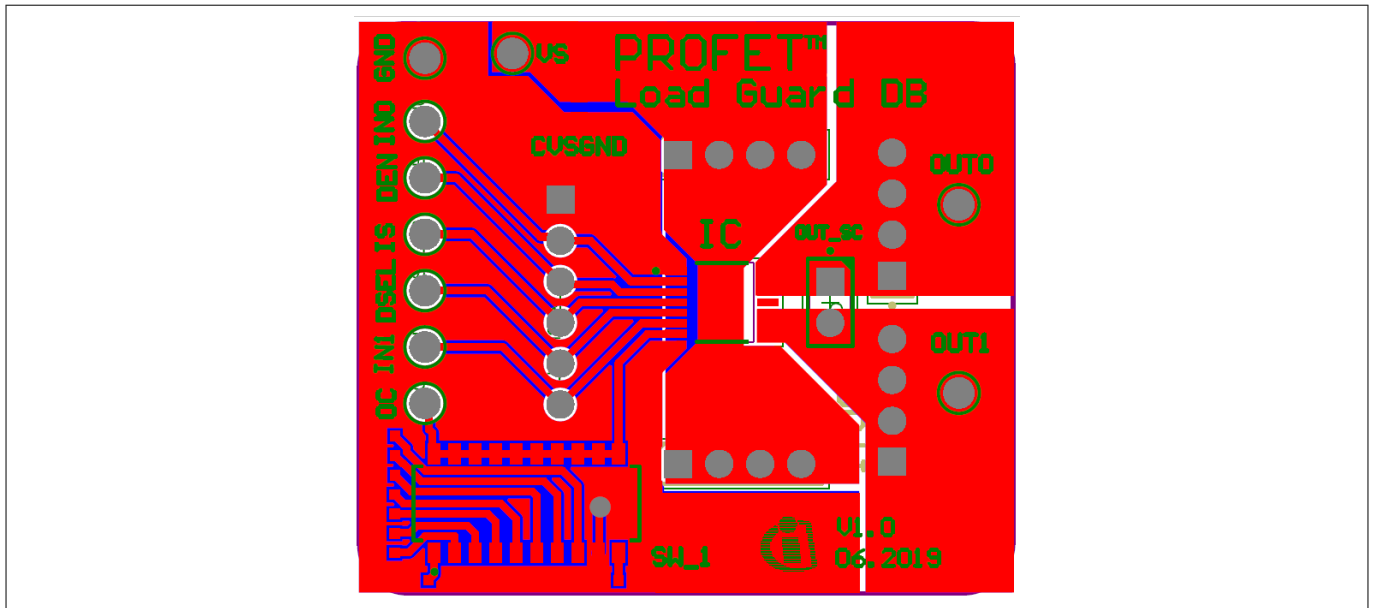 GND
VS
PROFET™
Load Guard DB
IN0
CVSGND
DEN
OUT0
IS
IC
OUT_SC
DSEL
IN1
OUT1
OC
SW_1
V1.0
06.2019